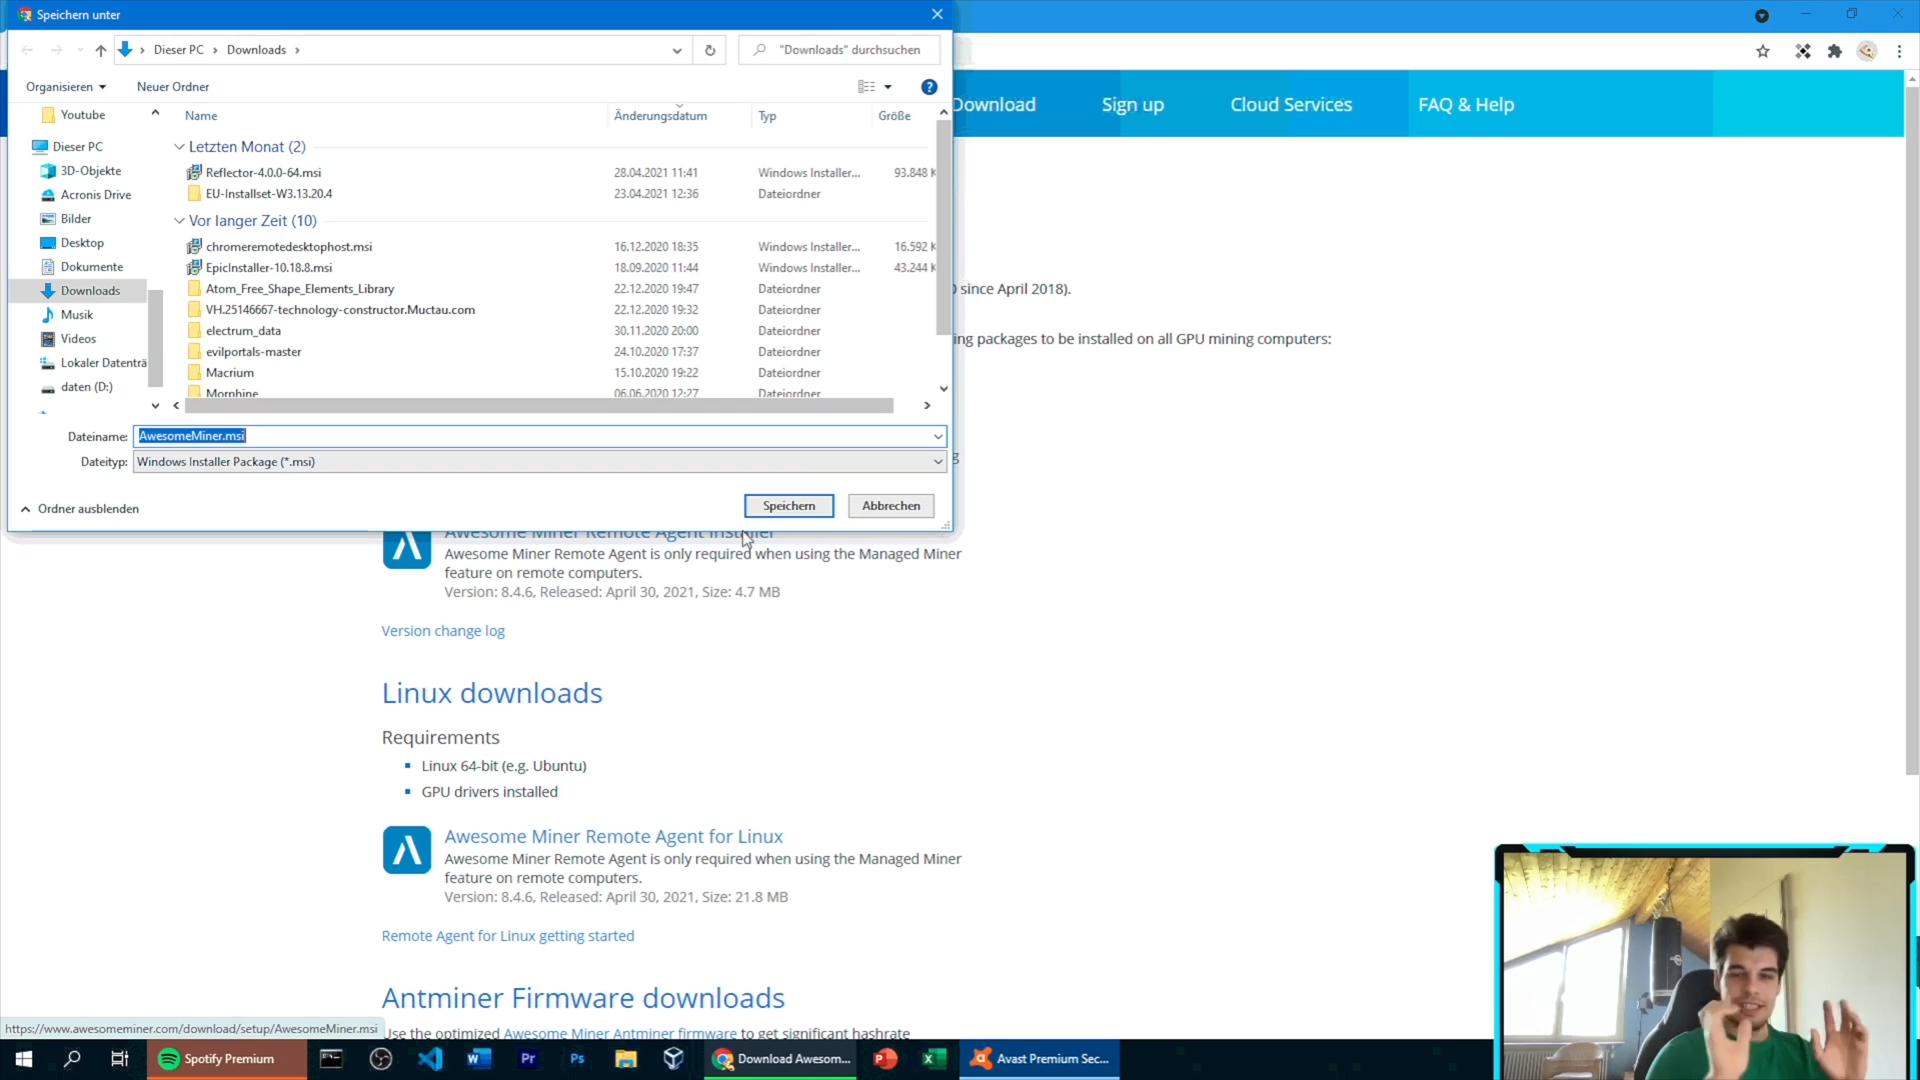 Speichern unter
Dieser PC > Downloads >
"Downloads" durchsuchen
Organisieren
Neuer Ordner
Youtube
Dieser PC
3D-Objekte
Acronis Drive
Bilder
Desktop
Dokumente
Downloads
Musik
Videos
Lokaler Datenträ
daten (D:)
Name Änderungsdatum Typ Größe
Letzten Monat (2)
Reflector-4.0.0-64.msi 28.04.2021 11:41 Windows Installer... 93.848 K
EU-Installset-W3.13.20.4 23.04.2021 12:36 Dateiordner
Vor langer Zeit (10)
chromeremotedesktophost.msi 16.12.2020 18:35 Windows Installer... 16.592 K
EpicInstaller-10.18.8.msi 18.09.2020 11:44 Windows Installer... 43.244 K
Atom_Free_Shape_Elements_Library 22.12.2020 19:47 Dateiordner
VH.25146667-technology-constructor.Muctau.com 22.12.2020 19:32 Dateiordner
electrum_data 30.11.2020 20:00 Dateiordner
evilportals-master 24.10.2020 17:37 Dateiordner
Macrium 15.10.2020 19:22 Dateiordner
Morphine 06.06.2020 12:27 Dateiordner
Dateiname: AwesomeMiner.msi
Dateityp: Windows Installer Package (*.msi)
Ordner ausblenden
Speichern
Abbrechen
Download Sign up Cloud Services FAQ & Help
since April 2018).
ing packages to be installed on all GPU mining computers:
g
Awesome Miner Remote Agent Installer
Awesome Miner Remote Agent is only required when using the Managed Miner
feature on remote computers.
Version: 8.4.6, Released: April 30, 2021, Size: 4.7 MB
Version change log
Linux downloads
Requirements
Linux 64-bit (e.g. Ubuntu)
GPU drivers installed
Awesome Miner Remote Agent for Linux
Awesome Miner Remote Agent is only required when using the Managed Miner
feature on remote computers.
Version: 8.4.6, Released: April 30, 2021, Size: 21.8 MB
Remote Agent for Linux getting started
Antminer Firmware downloads
Use the optimized Awesome Miner Antminer firmware to get significant hashrate
https://www.awesomeminer.com/download/setup/AwesomeMiner.msi
Spotify Premium
Download Awesom...
Avast Premium Sec...